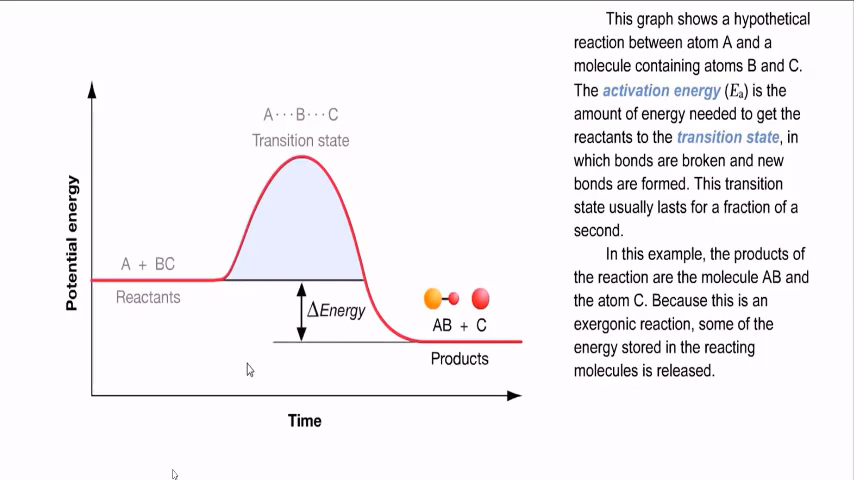 This graph shows a hypothetical
reaction between atom A and a
molecule containing atoms B and C.
The activation energy (Ea) is the
amount of energy needed to get the
reactants to the transition state, in
which bonds are broken and new
bonds are formed. This transition
state usually lasts for a fraction of a
second.
In this example, the products of
the reaction are the molecule AB and
the atom C. Because this is an
exergonic reaction, some of the
energy stored in the reacting
molecules is released.
A···B···C
Transition state
Potential energy
A + BC
Reactants
ΔEnergy
AB + C
Products
Time